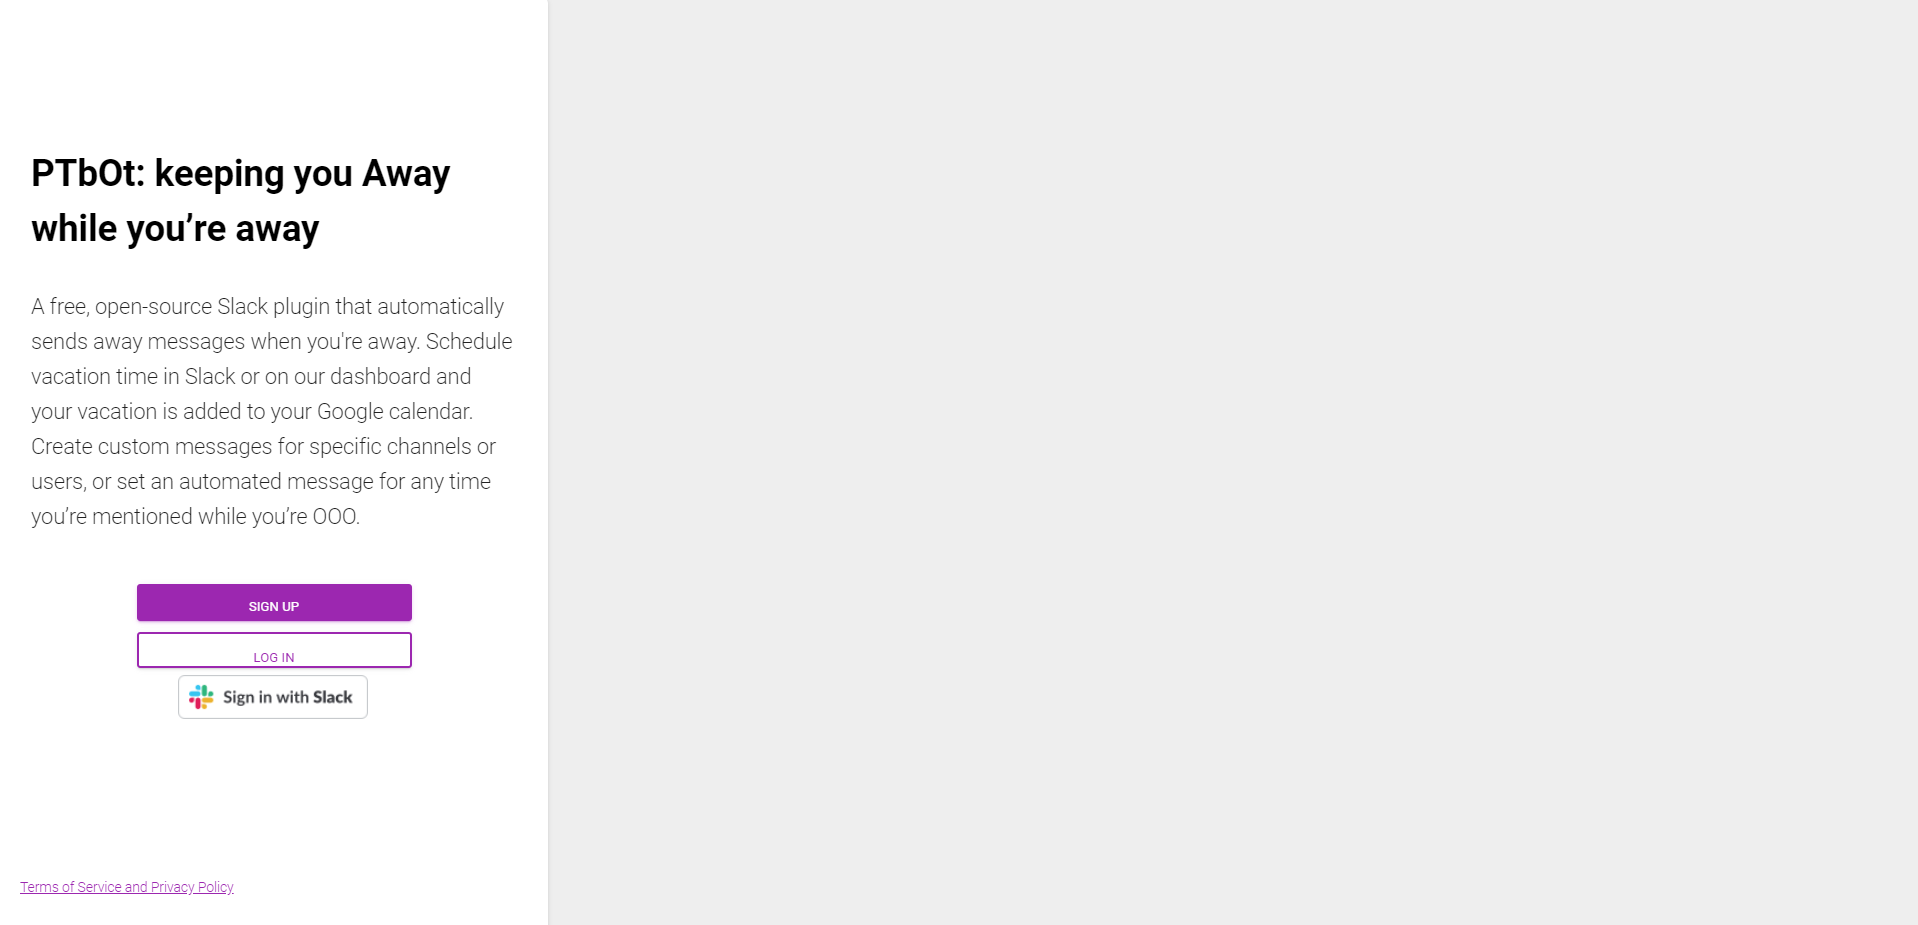 PTbOt: keeping you Away
while you’re away
A free, open-source Slack plugin that automatically
sends away messages when you're away. Schedule
vacation time in Slack or on our dashboard and
your vacation is added to your Google calendar.
Create custom messages for specific channels or
users, or set an automated message for any time
you’re mentioned while you’re OOO.
SIGN UP
LOG IN
Sign in with Slack
Terms of Service and Privacy Policy